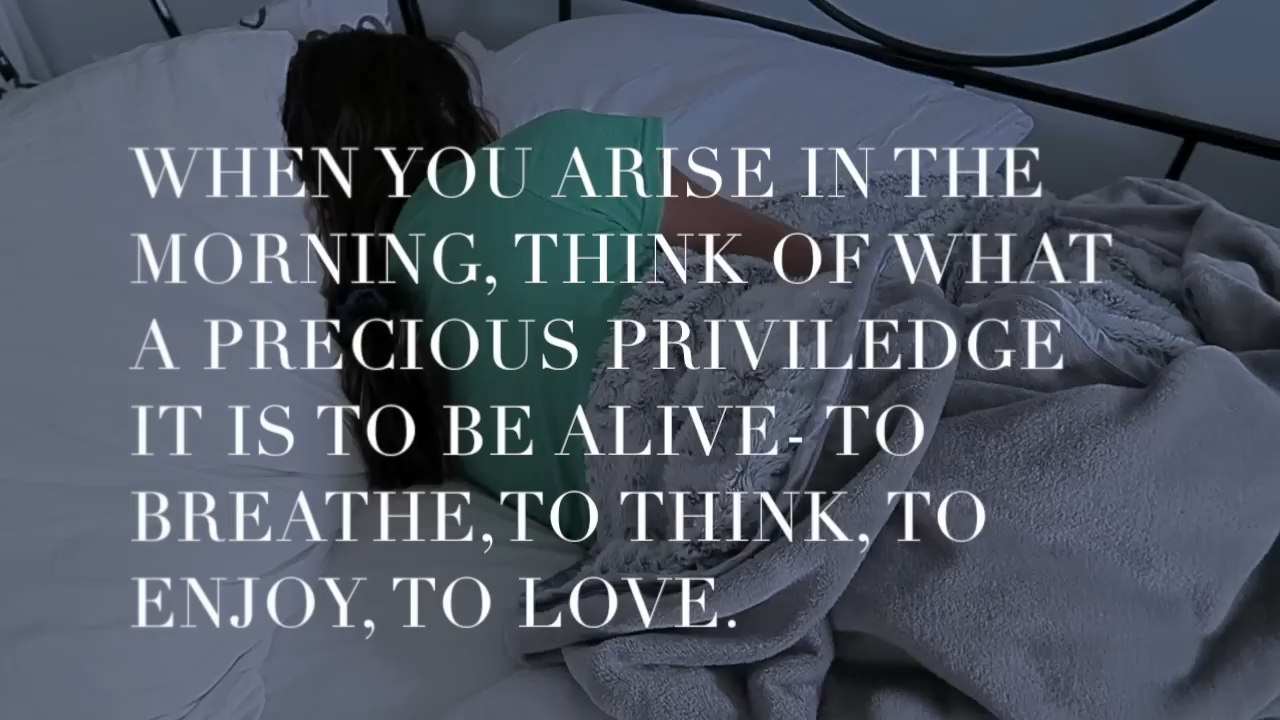 WHEN YOU ARISE IN THE
MORNING, THINK OF WHAT
A PRECIOUS PRIVILEDGE
IT IS TO BE ALIVE- TO
BREATHE, TO THINK, TO
ENJOY, TO LOVE.